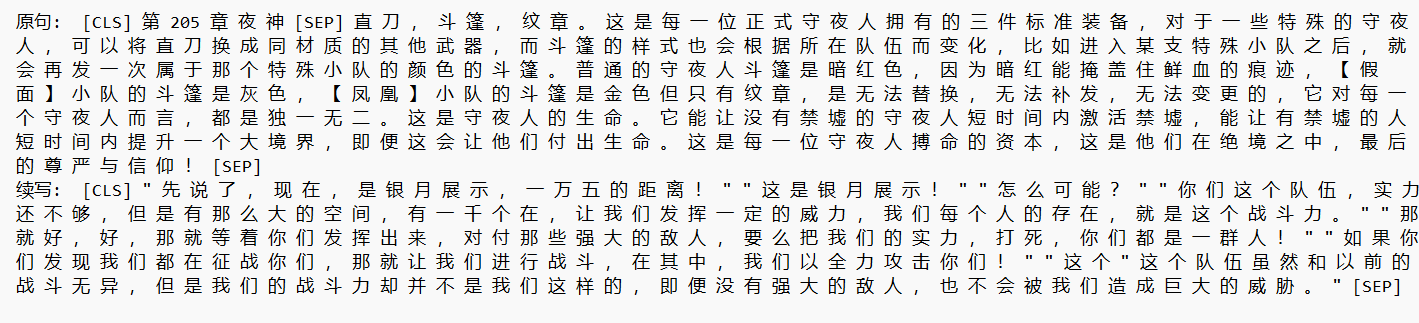 原句: [CLS] 第 205 章 夜 神 [SEP] 直 刀 , 斗 篷 , 纹 章 。 这 是 每 一 位 正 式 守 夜 人 拥 有 的 三 件 标 准 装 备 , 对 于 一 些 特 殊 的 守 夜
人 , 可 以 将 直 刀 换 成 同 材 质 的 其 他 武 器 , 而 斗 篷 的 样 式 也 会 根 据 所 在 队 伍 而 变 化 , 比 如 进 入 某 支 特 殊 小 队 之 后 , 就
会 再 发 一 次 属 于 那 个 特 殊 小 队 的 颜 色 的 斗 篷 。 普 通 的 守 夜 人 斗 篷 是 暗 红 色 , 因 为 暗 红 能 掩 盖 住 鲜 血 的 痕 迹 , 【 假
面 】 小 队 的 斗 篷 是 灰 色 , 【 凤 凰 】 小 队 的 斗 篷 是 金 色 但 只 有 纹 章 , 是 无 法 替 换 , 无 法 补 发 , 无 法 变 更 的 , 它 对 每 一
个 守 夜 人 而 言 , 都 是 独 一 无 二 。 这 是 守 夜 人 的 生 命 。 它 能 让 没 有 禁 墟 的 守 夜 人 短 时 间 内 激 活 禁 墟 , 能 让 有 禁 墟 的 人
短 时 间 内 提 升 一 个 大 境 界 , 即 便 这 会 让 他 们 付 出 生 命 。 这 是 每 一 位 守 夜 人 搏 命 的 资 本 , 这 是 他 们 在 绝 境 之 中 , 最 后
的 尊 严 与 信 仰 ! [SEP]
续写: [CLS] " 先 说 了 , 现 在 , 是 银 月 展 示 , 一 万 五 的 距 离 ! " " 这 是 银 月 展 示 ! " " 怎 么 可 能 ? " " 你 们 这 个 队 伍 , 实 力
还 不 够 , 但 是 有 那 么 大 的 空 间 , 有 一 千 个 在 , 让 我 们 发 挥 一 定 的 威 力 , 我 们 每 个 人 的 存 在 , 就 是 这 个 战 斗 力 。 " " 那
就 好 , 好 , 那 就 等 着 你 们 发 挥 出 来 , 对 付 那 些 强 大 的 敌 人 , 要 么 把 我 们 的 实 力 , 打 死 , 你 们 都 是 一 群 人 ! " " 如 果 你
们 发 现 我 们 都 在 征 战 你 们 , 那 就 让 我 们 进 行 战 斗 , 在 其 中 , 我 们 以 全 力 攻 击 你 们 ! " " 这 个 " 这 个 队 伍 虽 然 和 以 前 的
战 斗 无 异 , 但 是 我 们 的 战 斗 力 却 并 不 是 我 们 这 样 的 , 即 便 没 有 强 大 的 敌 人 , 也 不 会 被 我 们 造 成 巨 大 的 威 胁 。 " [SEP]